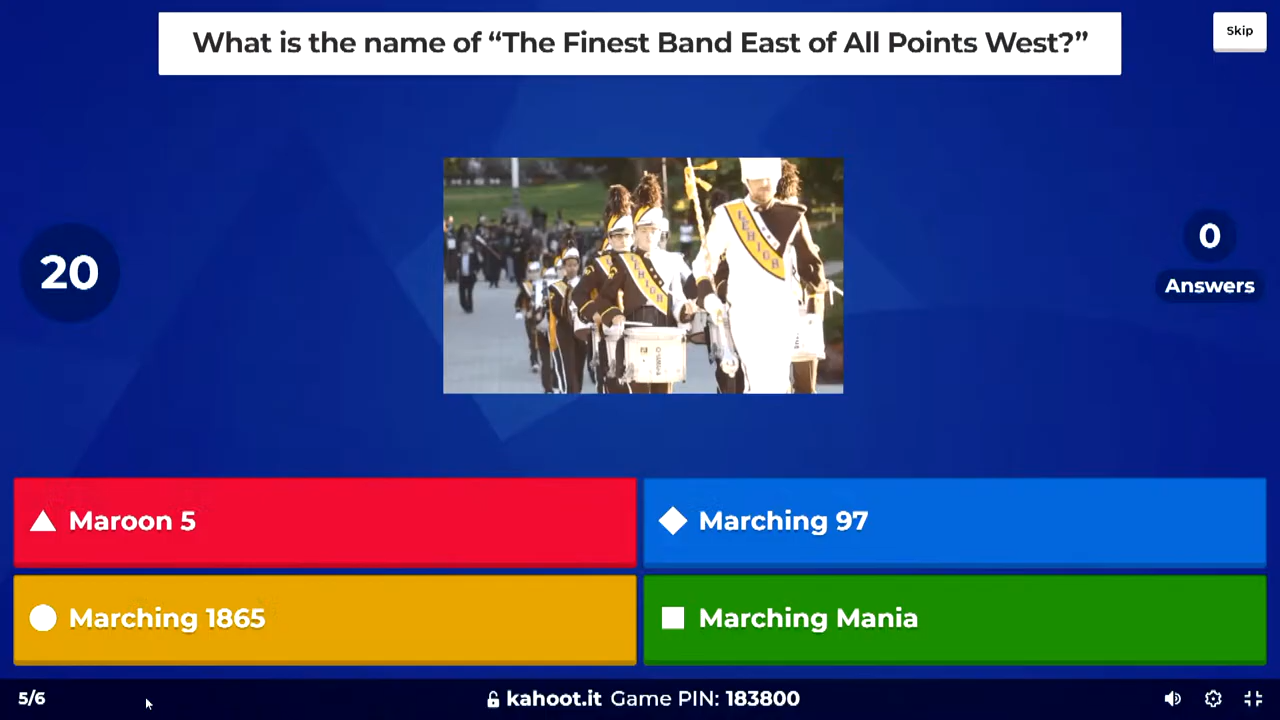 What is the name of “The Finest Band East of All Points West?”
Skip
20
LEHIGH
LEHIGH
0
Answers
Maroon 5
Marching 97
Marching 1865
Marching Mania
5/6
kahoot.it Game PIN: 183800